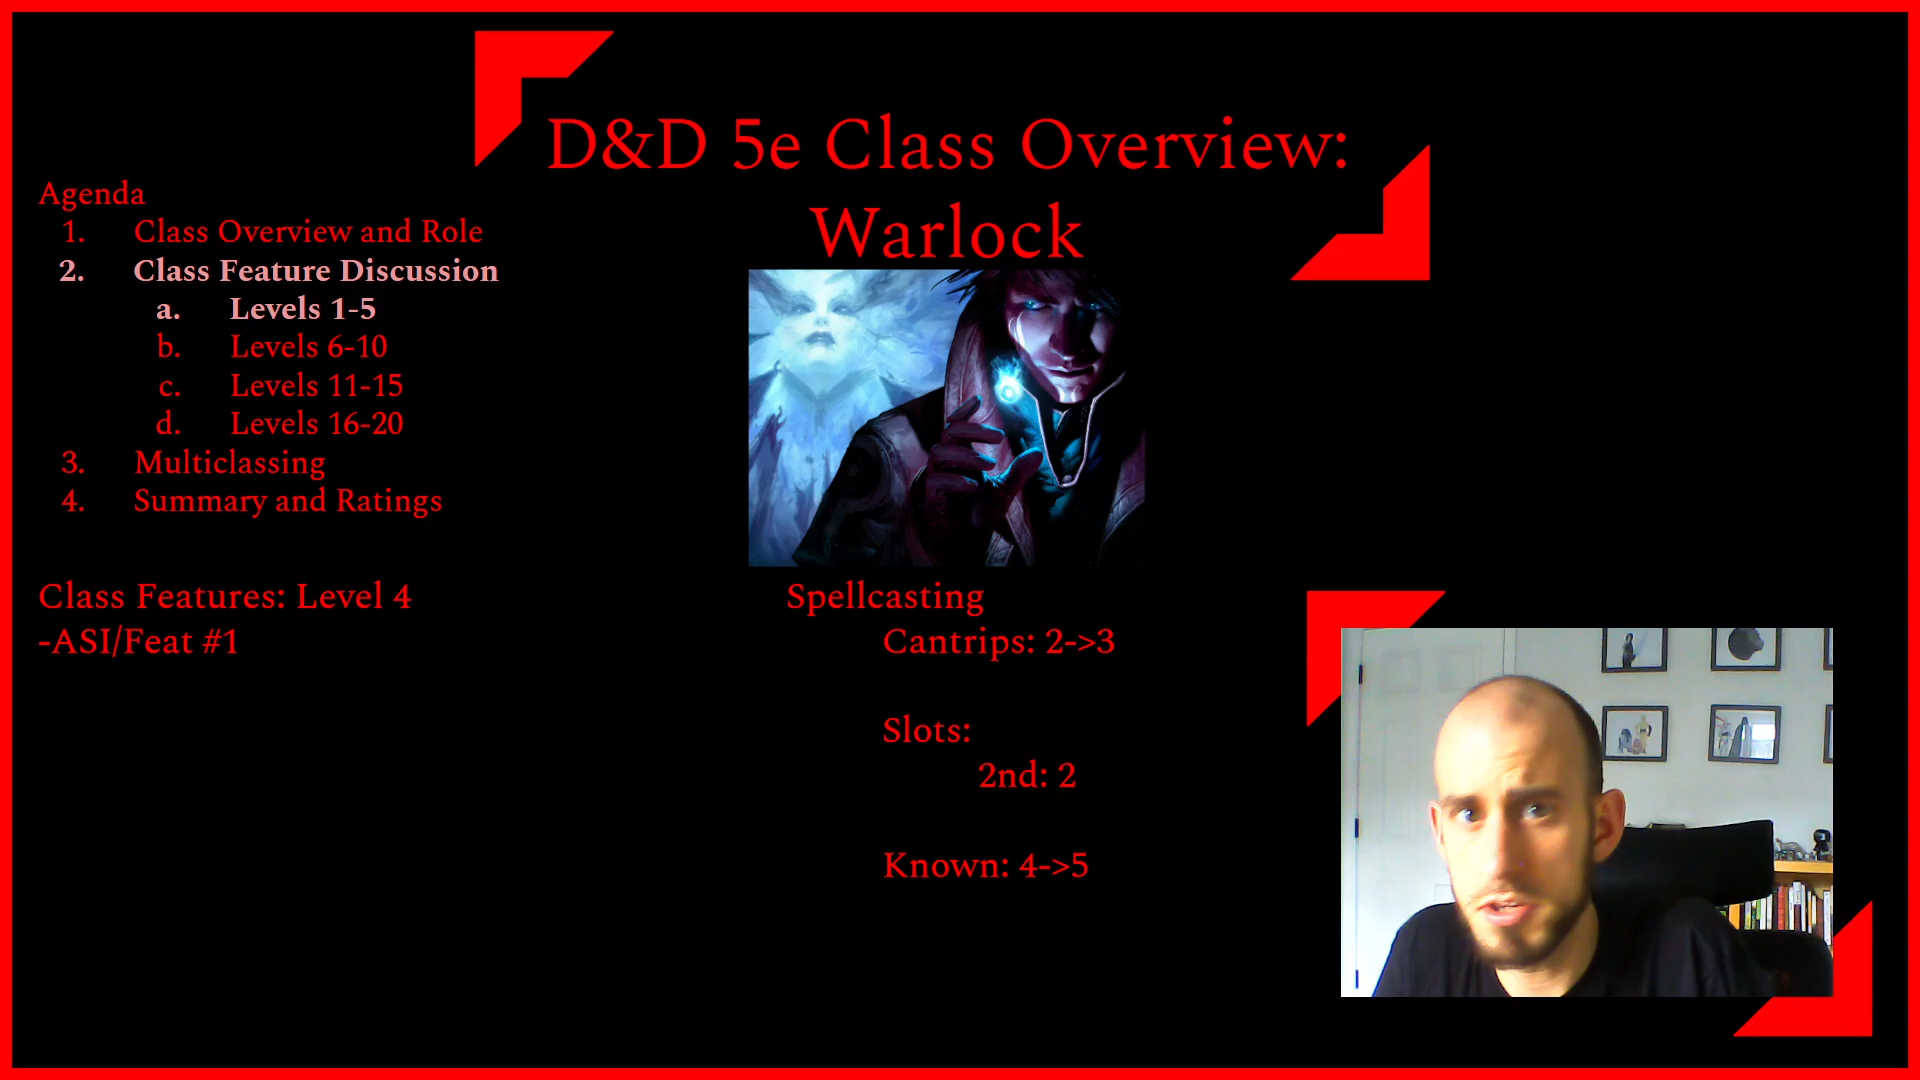 D&D 5e Class Overview:
Warlock
Agenda
1. Class Overview and Role
2. Class Feature Discussion
a. Levels 1-5
b. Levels 6-10
c. Levels 11-15
d. Levels 16-20
3. Multiclassing
4. Summary and Ratings
Class Features: Level 4
-ASI/Feat #1
Spellcasting
Cantrips: 2->3
Slots:
2nd: 2
Known: 4->5